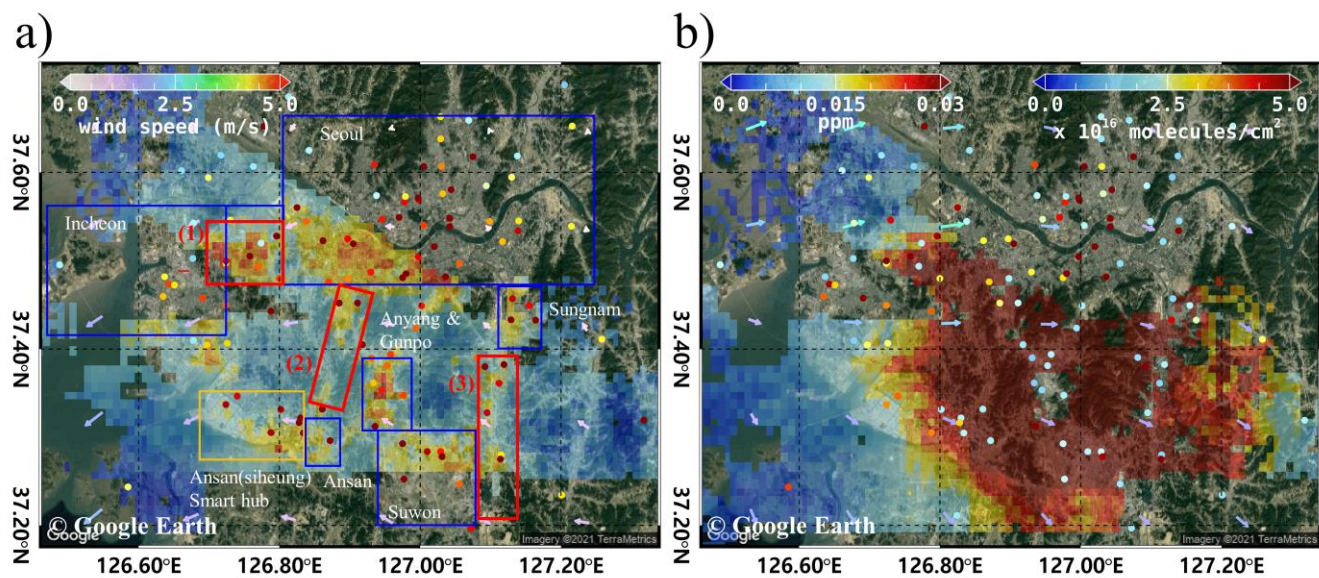 a)
b)
0.0 2.5 5.0
wind speed (m/s)
0.0 0.015 0.03
ppm
0.0 2.5 5.0
x 10¹⁶ molecules/cm²
Seoul
Incheon
(1)
Sungnam
Anyang &
Gunpo
(2)
(3)
Ansan(siheung)
Smart hub
Ansan
Suwon
© Google Earth
Google
Imagery ©2021 TerraMetrics
© Google Earth
Google
Imagery ©2021 TerraMetrics
37.60°N
37.40°N
37.20°N
37.60°N
37.40°N
37.20°N
126.60°E 126.80°E 127.00°E 127.20°E
126.60°E 126.80°E 127.00°E 127.20°E